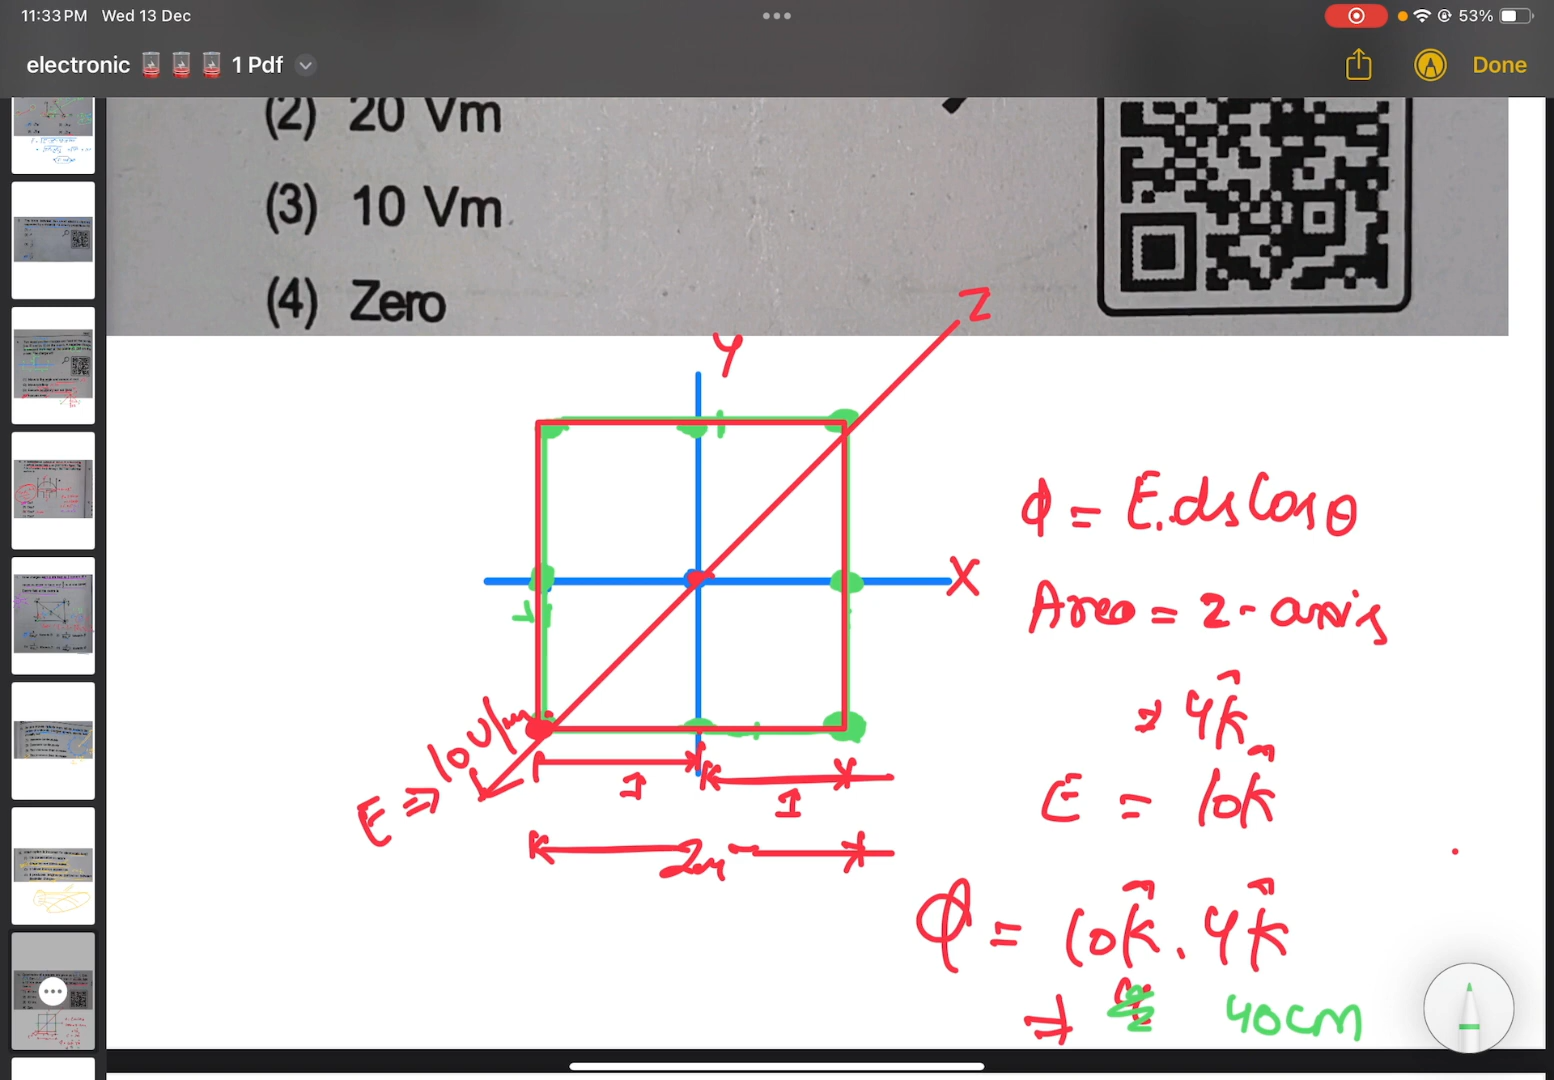 11:33 PM Wed 13 Dec
53%
electronic 1 Pdf
Done
(2) 20 Vm
(3) 10 Vm
(4) Zero
Z
Y
X
ϕ = E.ds Cosθ
Area = z-axis
⇒ 4k̂
E = 10k̂
E ⇒ 10V/m
1
1
2m
ϕ = 10k̂ . 4k̂
⇒ 40cm